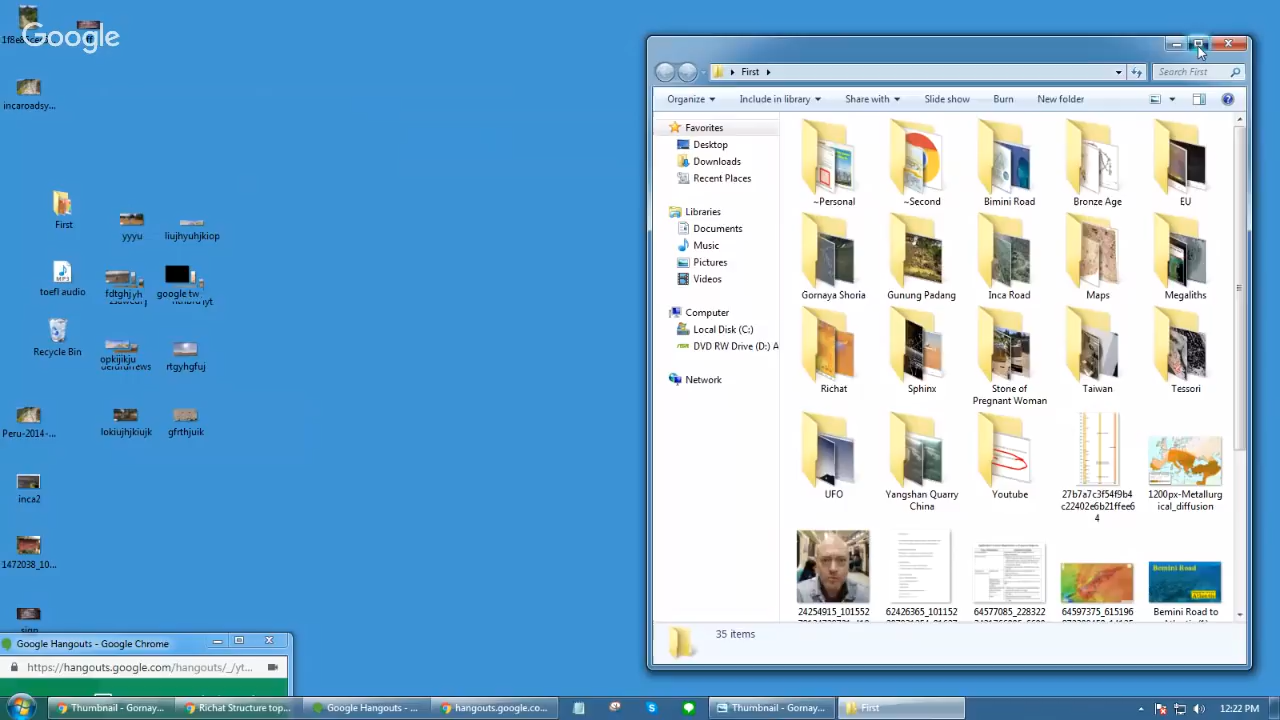 Google
incaroadsy...
First
yyyu
liujhyuhjkiop
toefl audio
fdtghjyh
google tw
Recycle Bin
opkijikju
rtgyhgfuj
Peru-2014-...
lokiujhjkiujk
gfrthjuik
inca2
1472038_10...
sign
Google Hangouts - Google Chrome
https://hangouts.google.com/hangouts/_/yt...
First
Search First
Organize
Include in library
Share with
Slide show
Burn
New folder
Favorites
Desktop
Downloads
Recent Places
Libraries
Documents
Music
Pictures
Videos
Computer
Local Disk (C:)
DVD RW Drive (D:) A
Network
~Personal
~Second
Bimini Road
Bronze Age
EU
Gornaya Shoria
Gunung Padang
Inca Road
Maps
Megaliths
Richat
Sphinx
Stone of
Pregnant Woman
Taiwan
Tessori
UFO
Yangshan Quarry
China
Youtube
27b7a7c3f54f9b4
c22402e6b21ffee6
4
1200px-Metallurg
ical_diffusion
24254915_101552
62426365_101152
64577085_228322
64597375_615196
Bemini Road
Bemini Road to
35 items
Thumbnail - Gornay...
Richat Structure top...
Google Hangouts - ...
hangouts.google.co...
Thumbnail - Gornay...
First
12:22 PM